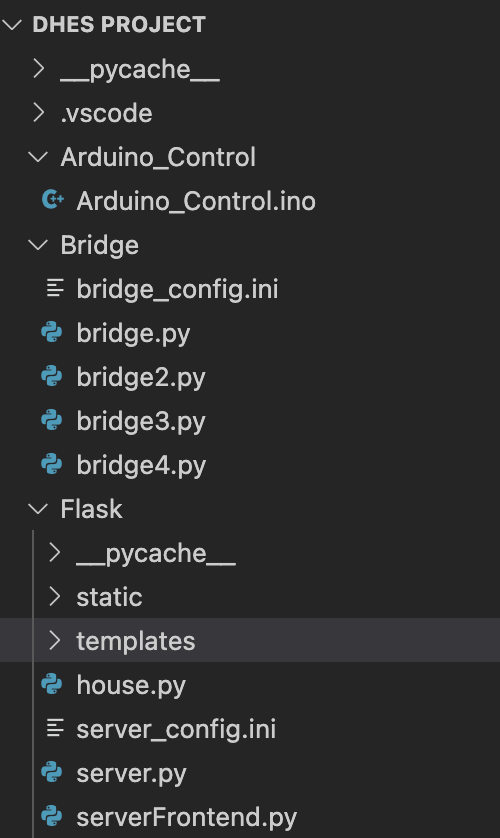 DHES PROJECT
__pycache__
.vscode
Arduino_Control
Arduino_Control.ino
Bridge
bridge_config.ini
bridge.py
bridge2.py
bridge3.py
bridge4.py
Flask
__pycache__
static
templates
house.py
server_config.ini
server.py
serverFrontend.py